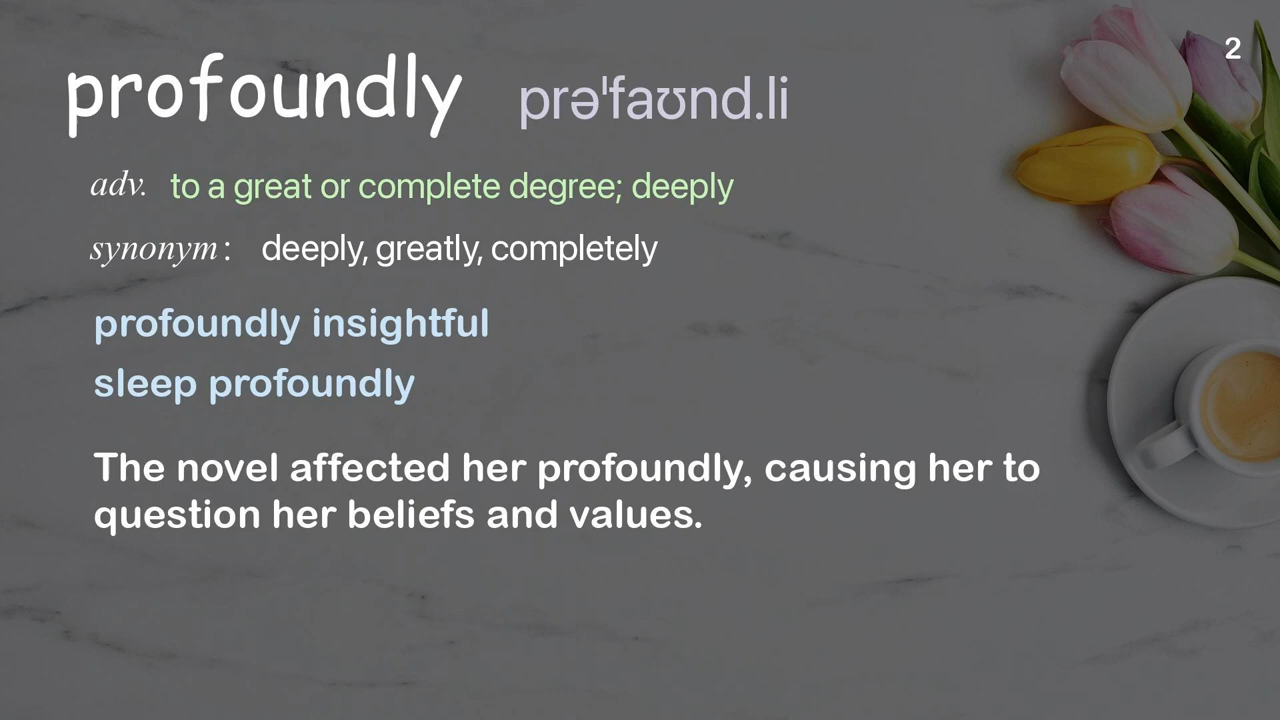 profoundly prəˈfaʊnd.li
2
adv. to a great or complete degree; deeply
synonym : deeply, greatly, completely
profoundly insightful
sleep profoundly
The novel affected her profoundly, causing her to
question her beliefs and values.